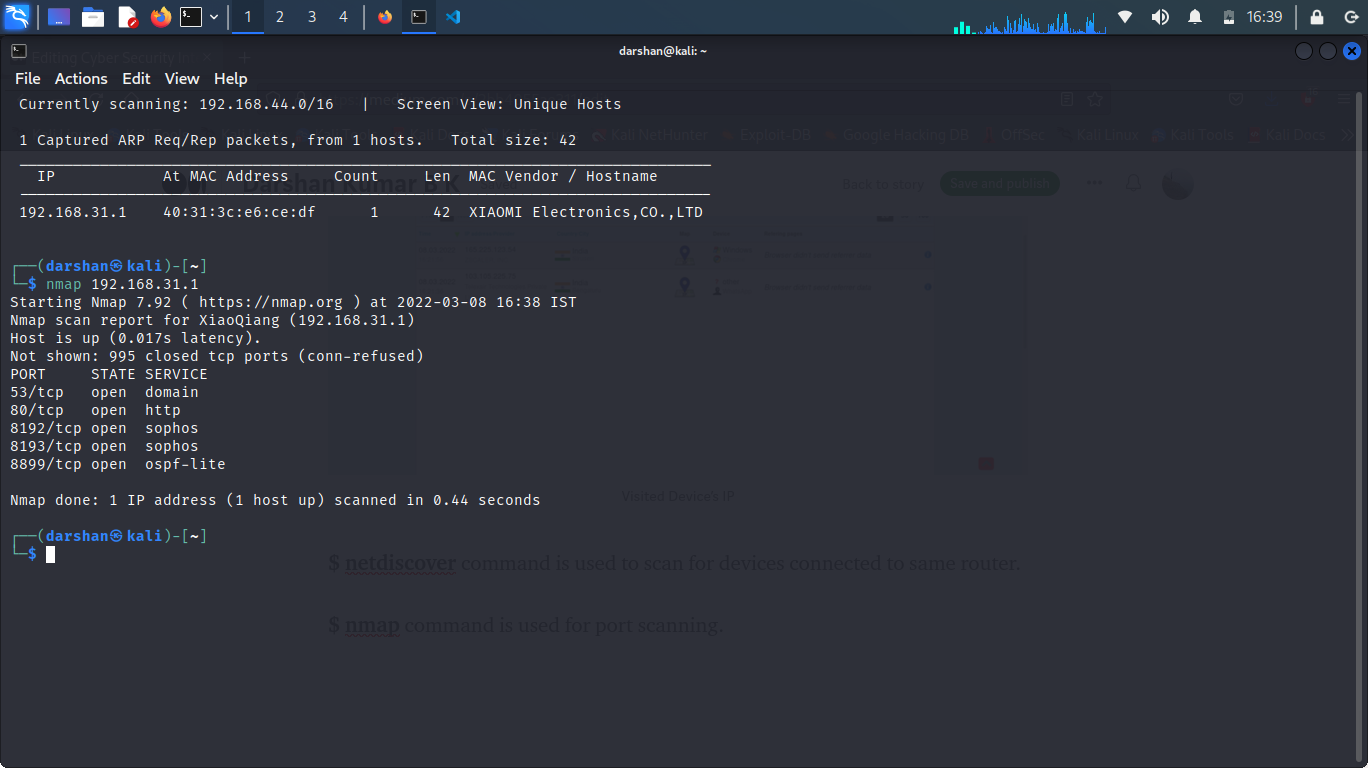 1 2 3 4 16:39
darshan@kali: ~
Editing Cyber Security
File Actions Edit View Help
Currently scanning: 192.168.44.0/16 | Screen View: Unique Hosts
Kali NetHunter Exploit-DB Google Hacking DB OffSec Kali Linux Kali Tools Kali Docs
1 Captured ARP Req/Rep packets, from 1 hosts. Total size: 42
IP At MAC Address Count Len MAC Vendor / Hostname
Darshan Kumar B K Back to story Save and publish
192.168.31.1 40:31:3c:e6:ce:df 1 42 XIAOMI Electronics,CO.,LTD
┌──(darshan㉿kali)-[~]
└─$ nmap 192.168.31.1
Starting Nmap 7.92 ( https://nmap.org ) at 2022-03-08 16:38 IST
Nmap scan report for XiaoQiang (192.168.31.1)
Host is up (0.017s latency).
Not shown: 995 closed tcp ports (conn-refused)
PORT STATE SERVICE
53/tcp open domain
80/tcp open http
8192/tcp open sophos
8193/tcp open sophos
8899/tcp open ospf-lite
Visited Device's IP
Nmap done: 1 IP address (1 host up) scanned in 0.44 seconds
┌──(darshan㉿kali)-[~]
└─$
$ netdiscover command is used to scan for devices connected to same router.
$ nmap command is used for port scanning.